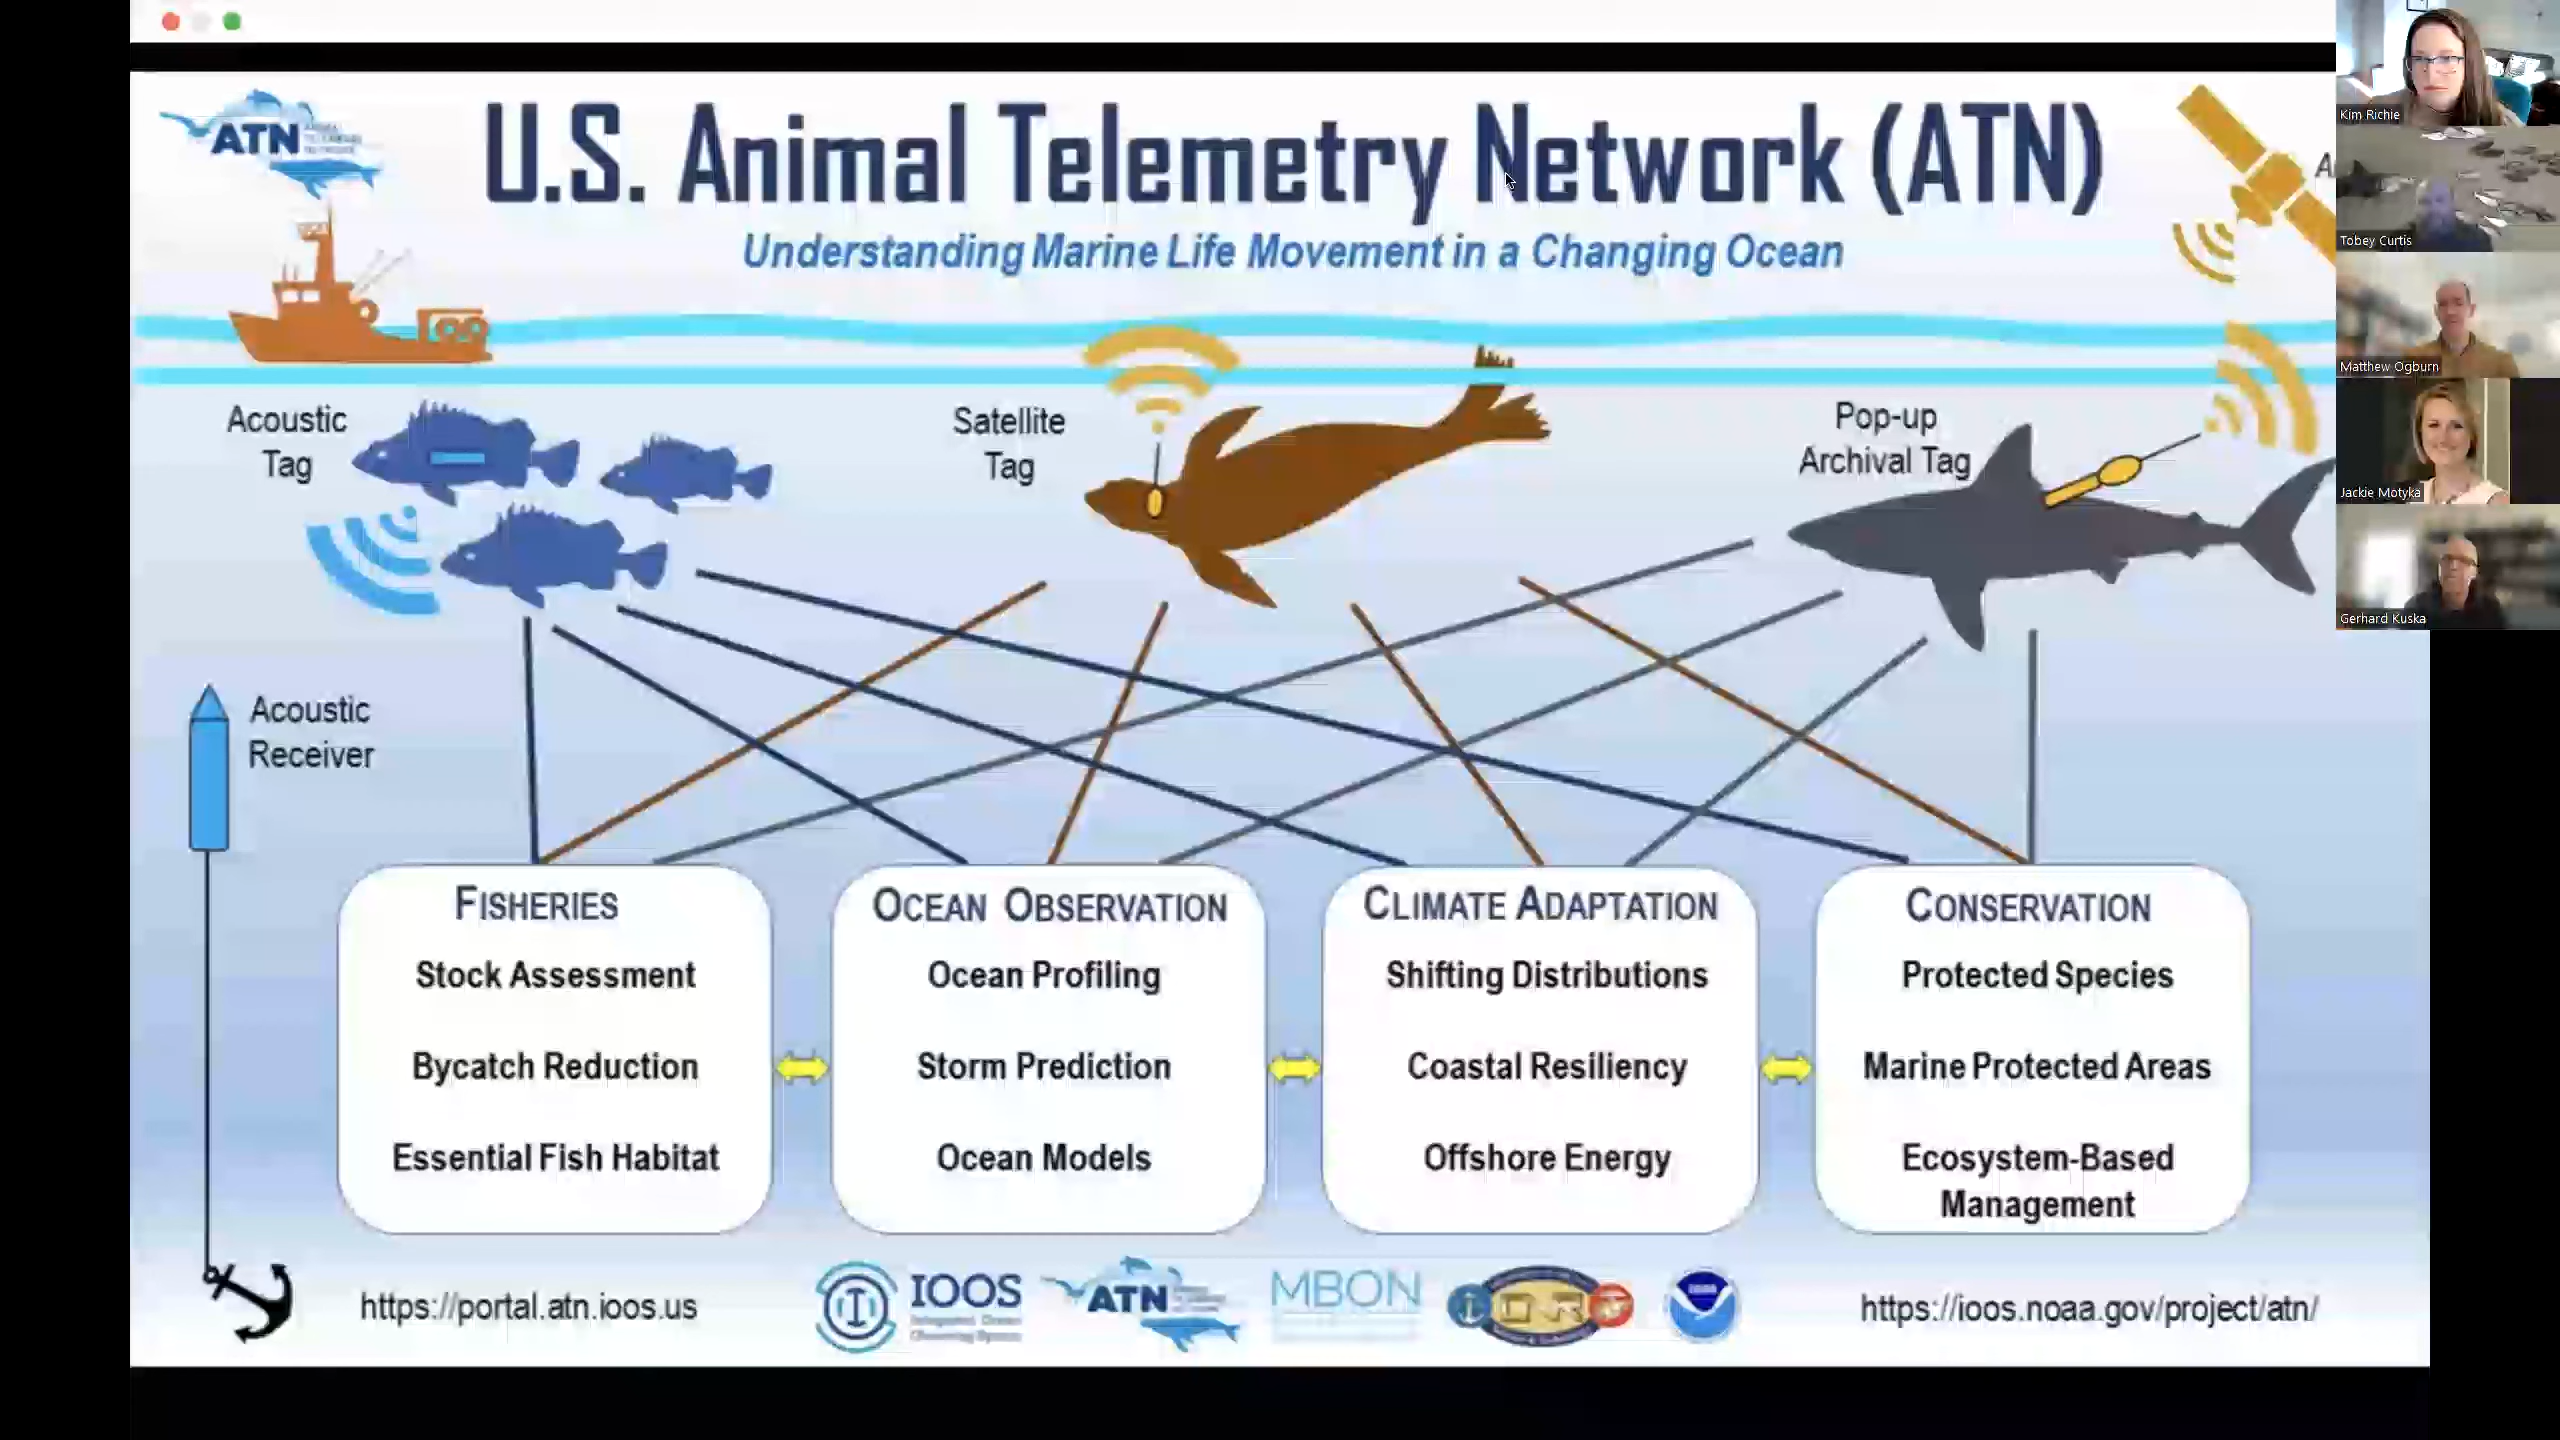 ATN
U.S. Animal Telemetry Network (ATN)
Understanding Marine Life Movement in a Changing Ocean
Kim Richie
Tobey Curtis
Matthew Ogburn
Jackie Motyka
Gerhard Kuska
Acoustic
Tag
Satellite
Tag
Pop-up
Archival Tag
Acoustic
Receiver
FISHERIES
Stock Assessment
Bycatch Reduction
Essential Fish Habitat
OCEAN OBSERVATION
Ocean Profiling
Storm Prediction
Ocean Models
CLIMATE ADAPTATION
Shifting Distributions
Coastal Resiliency
Offshore Energy
CONSERVATION
Protected Species
Marine Protected Areas
Ecosystem-Based
Management
https://portal.atn.ioos.us
IOOS
ATN
MBON
https://ioos.noaa.gov/project/atn/